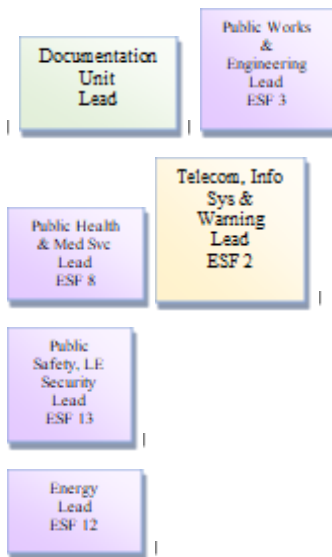 Documentation
Unit
Lead
Public Works
&
Engineering
Lead
ESF 3
Public Health
& Med Svc
Lead
ESF 8
Telecom, Info
Sys &
Warning
Lead
ESF 2
Public
Safety, LE
Security
Lead
ESF 13
Energy
Lead
ESF 12